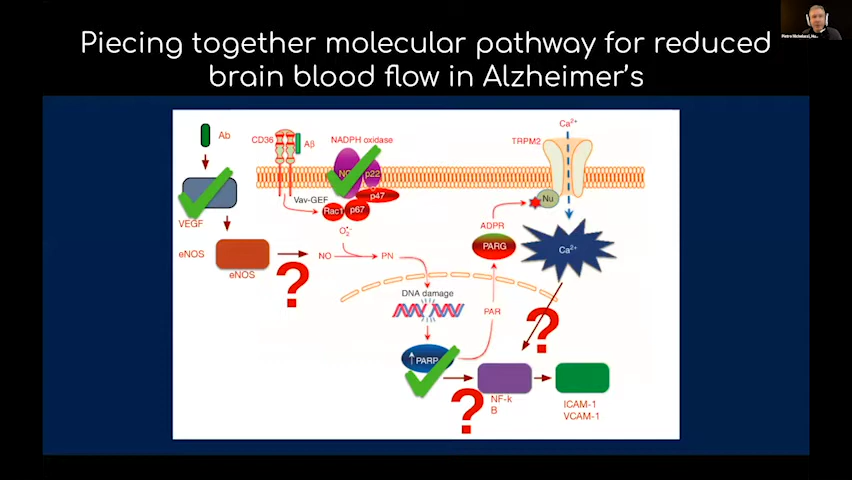 Piecing together molecular pathway for reduced
brain blood flow in Alzheimer's
Ab
VEGF
eNOS
eNOS
?
CD36
Aβ
NADPH oxidase
p22
p47
Vav-GEF
Rac1
p67
O₂•⁻
NO
PN
DNA damage
↑PARP
?
PAR
PARG
ADPR
Nu
TRPM2
Ca²⁺
Ca²⁺
?
NF-k
B
ICAM-1
VCAM-1